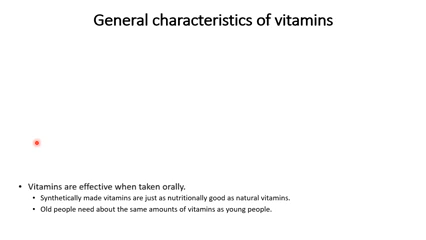 General characteristics of vitamins
• Vitamins are effective when taken orally.
• Synthetically made vitamins are just as nutritionally good as natural vitamins.
• Old people need about the same amounts of vitamins as young people.